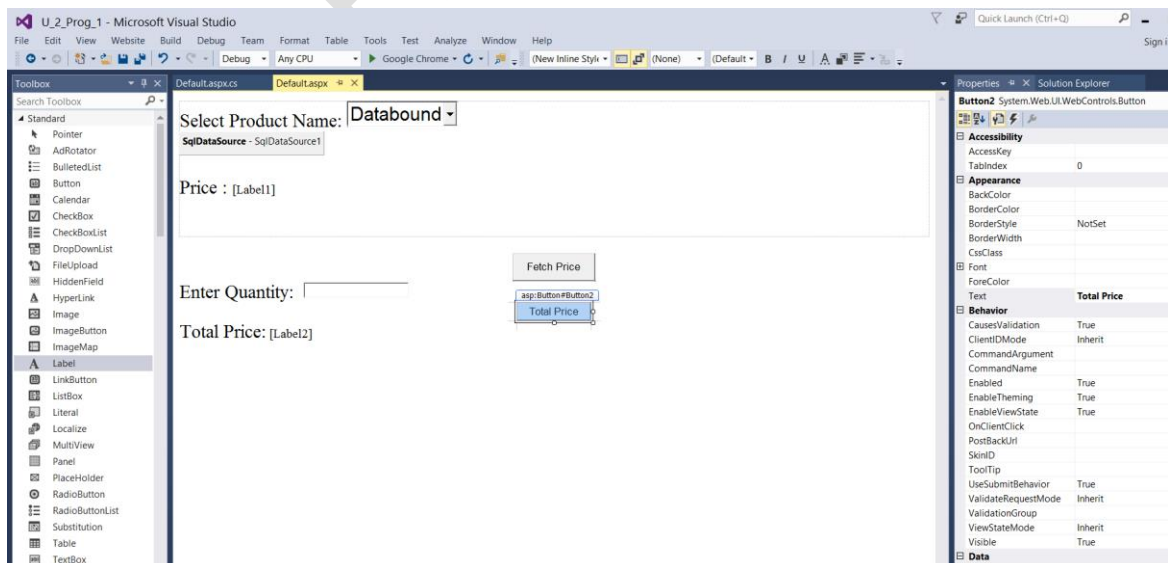 U_2_Prog_1 - Microsoft Visual Studio
Quick Launch (Ctrl+Q)
File Edit View Website Build Debug Team Format Table Tools Test Analyze Window Help
Sign i
Debug Any CPU Google Chrome (New Inline Style (None) (Default B I U A
Toolbox
Search Toolbox
Standard
Pointer
AdRotator
BulletedList
Button
Calendar
CheckBox
CheckBoxList
DropDownList
FileUpload
HiddenField
HyperLink
Image
ImageButton
ImageMap
Label
LinkButton
ListBox
Literal
Localize
MultiView
Panel
PlaceHolder
RadioButton
RadioButtonList
Substitution
Table
TextBox
Default.aspx.cs Default.aspx
Select Product Name: Databound
SqlDataSource - SqlDataSource1
Price : [Label1]
Fetch Price
Enter Quantity:
asp:Button#Button2
Total Price
Total Price: [Label2]
Properties Solution Explorer
Button2 System.Web.UI.WebControls.Button
Accessibility
AccessKey
TabIndex 0
Appearance
BackColor
BorderColor
BorderStyle NotSet
BorderWidth
CssClass
Font
ForeColor
Text Total Price
Behavior
CausesValidation True
ClientIDMode Inherit
CommandArgument
CommandName
Enabled True
EnableTheming True
EnableViewState True
OnClientClick
PostBackUrl
SkinID
ToolTip
UseSubmitBehavior True
ValidateRequestMode Inherit
ValidationGroup
ViewStateMode Inherit
Visible True
Data